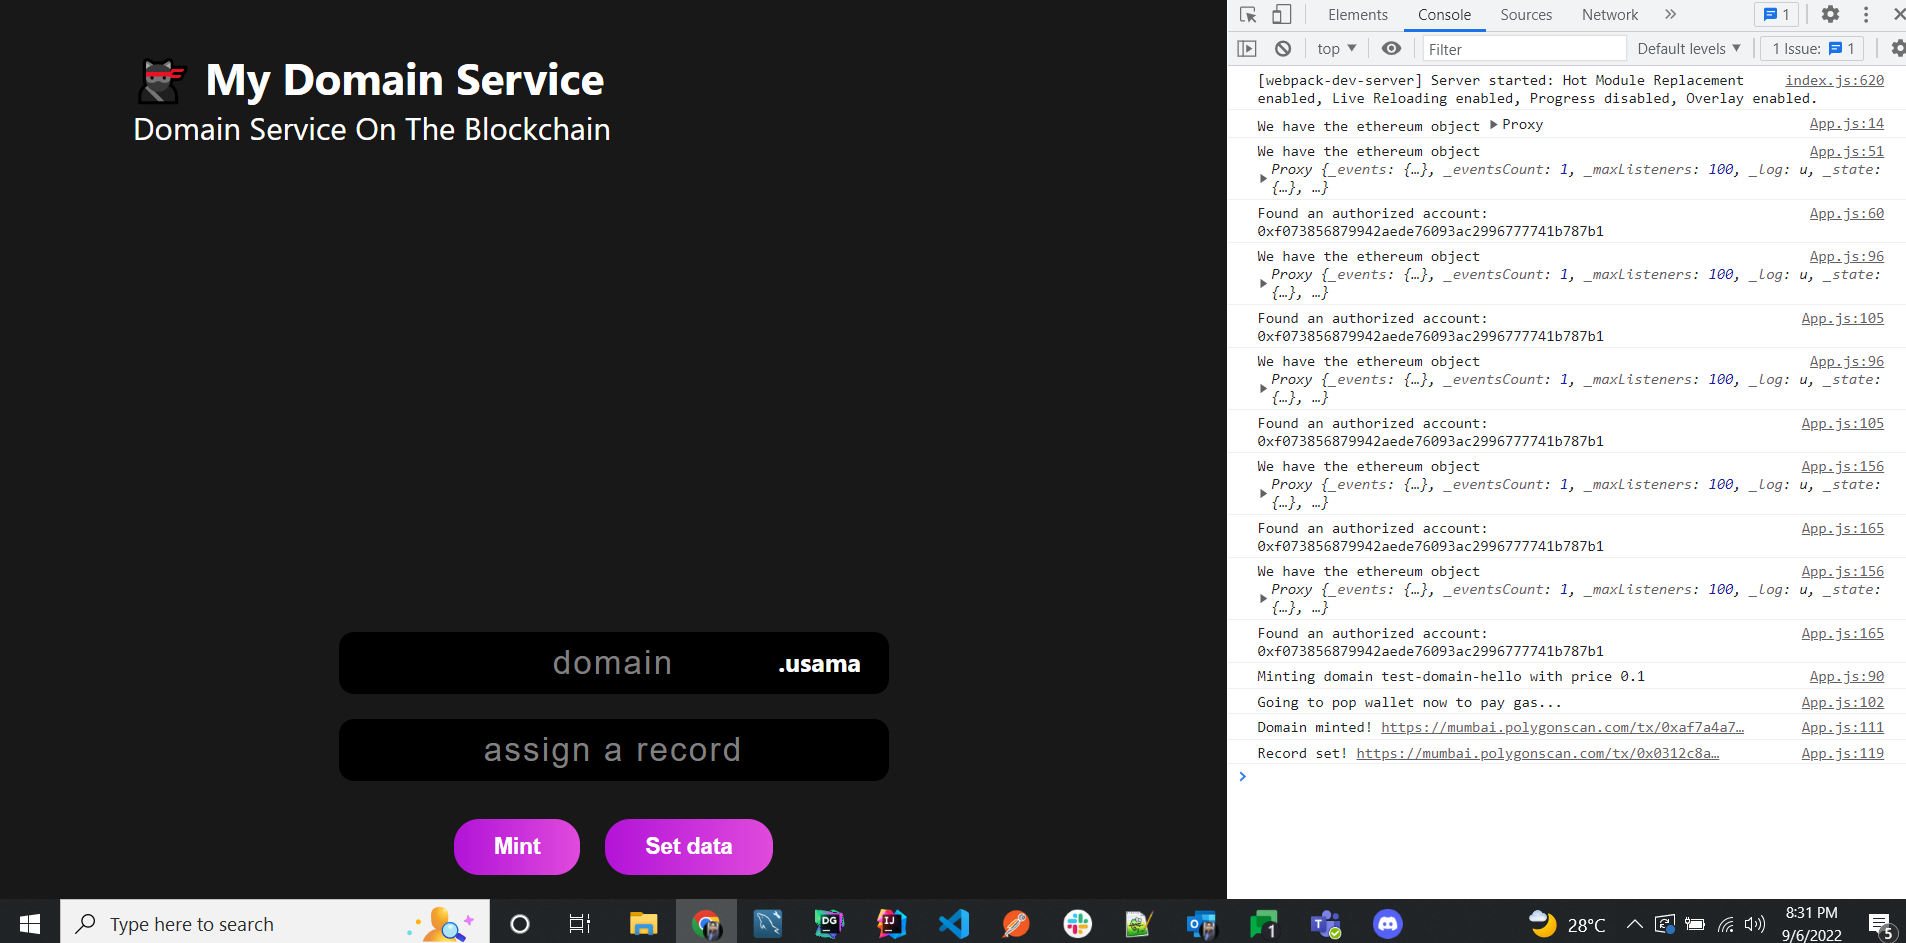 My Domain Service
Domain Service On The Blockchain
domain
.usama
assign a record
Mint
Set data
Elements Console Sources Network 1
top Filter Default levels 1 Issue: 1
[webpack-dev-server] Server started: Hot Module Replacement index.js:620
enabled, Live Reloading enabled, Progress disabled, Overlay enabled.
We have the ethereum object Proxy App.js:14
We have the ethereum object App.js:51
Proxy {_events: {…}, _eventsCount: 1, _maxListeners: 100, _log: u, _state:
{…}, …}
Found an authorized account: App.js:60
0xf073856879942aede76093ac2996777741b787b1
We have the ethereum object App.js:96
Proxy {_events: {…}, _eventsCount: 1, _maxListeners: 100, _log: u, _state:
{…}, …}
Found an authorized account: App.js:105
0xf073856879942aede76093ac2996777741b787b1
We have the ethereum object App.js:96
Proxy {_events: {…}, _eventsCount: 1, _maxListeners: 100, _log: u, _state:
{…}, …}
Found an authorized account: App.js:105
0xf073856879942aede76093ac2996777741b787b1
We have the ethereum object App.js:156
Proxy {_events: {…}, _eventsCount: 1, _maxListeners: 100, _log: u, _state:
{…}, …}
Found an authorized account: App.js:165
0xf073856879942aede76093ac2996777741b787b1
We have the ethereum object App.js:156
Proxy {_events: {…}, _eventsCount: 1, _maxListeners: 100, _log: u, _state:
{…}, …}
Found an authorized account: App.js:165
0xf073856879942aede76093ac2996777741b787b1
Minting domain test-domain-hello with price 0.1 App.js:90
Going to pop wallet now to pay gas... App.js:102
Domain minted! https://mumbai.polygonscan.com/tx/0xaf7a4a7… App.js:111
Record set! https://mumbai.polygonscan.com/tx/0x0312c8a… App.js:119
Type here to search
DG
IJ
1
28°C
8:31 PM
9/6/2022
5